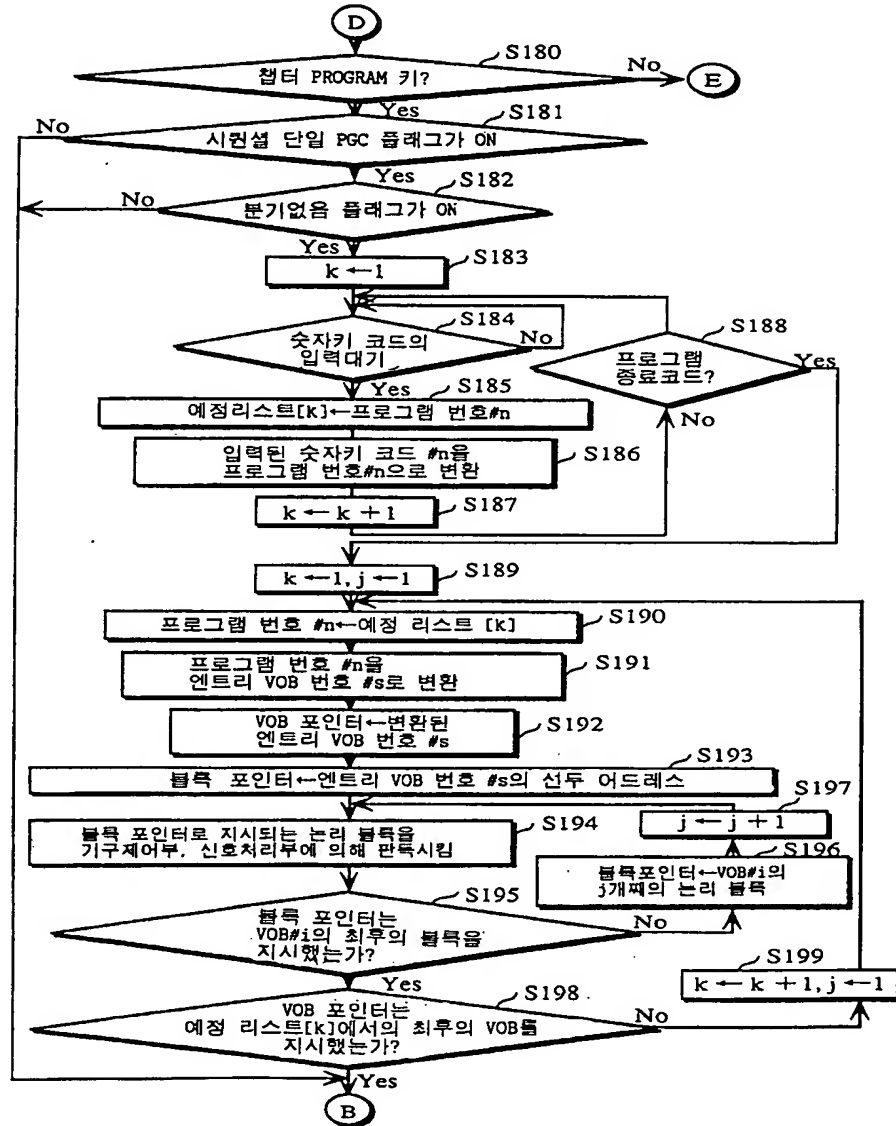 D
S180
챕터 PROGRAM 키?
No
E
Yes
S181
No
시퀀셜 단일 PGC 플래그가 ON
Yes
S182
No
분기없음 플래그가 ON
Yes
S183
k←1
S184
숫자키 코드의
입력대기
No
S188
프로그램
종료코드?
Yes
No
Yes
S185
예정리스트[K]←프로그램 번호#n
입력된 숫자키 코드 #n을
프로그램 번호#n으로 변환
S186
k←k+1
S187
k←1, j←1
S189
프로그램 번호 #n←예정 리스트 [k]
S190
프로그램 번호 #n을
엔트리 VOB 번호 #s로 변환
S191
VOB 포인터←변환된
엔트리 VOB 번호 #s
S192
S193
블록 포인터←엔트리 VOB 번호 #s의 선두 어드레스
S197
j←j+1
블록 포인터로 지시되는 논리 블록을
기구제어부, 신호처리부에 의해 판독시킴
S194
S196
블록포인터←VOB#i의
j개째의 논리 블록
S195
블록 포인터는
VOB#i의 최후의 블록을
지시했는가?
No
Yes
S199
k←k+1, j←1
S198
VOB 포인터는
예정 리스트[k]에서의 최후의 VOB를
지시했는가?
No
Yes
B